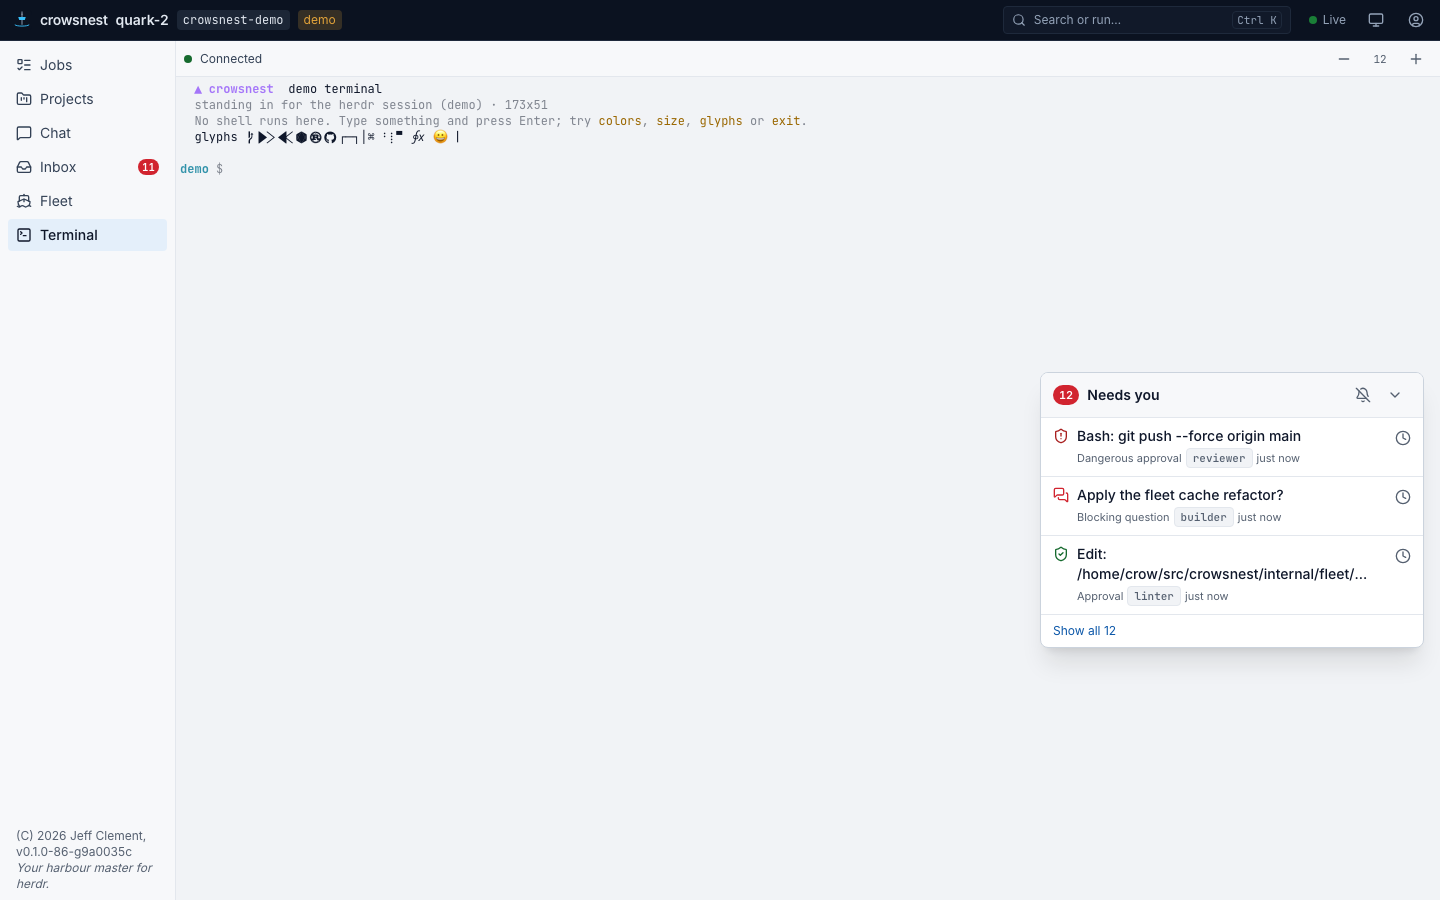 crowsnest quark-2 crowsnest-demo demo
Search or run... Ctrl K
Live
Jobs
Projects
Chat
Inbox 11
Fleet
Terminal
(C) 2026 Jeff Clement,
v0.1.0-86-g9a0035c
Your harbour master for
herdr.
Connected
12
▲ crowsnest demo terminal
standing in for the herdr session (demo) · 173x51
No shell runs here. Type something and press Enter; try colors, size, glyphs or exit.
glyphs
demo $
12 Needs you
Bash: git push --force origin main
Dangerous approval reviewer just now
Apply the fleet cache refactor?
Blocking question builder just now
Edit:
/home/crow/src/crowsnest/internal/fleet/...
Approval linter just now
Show all 12